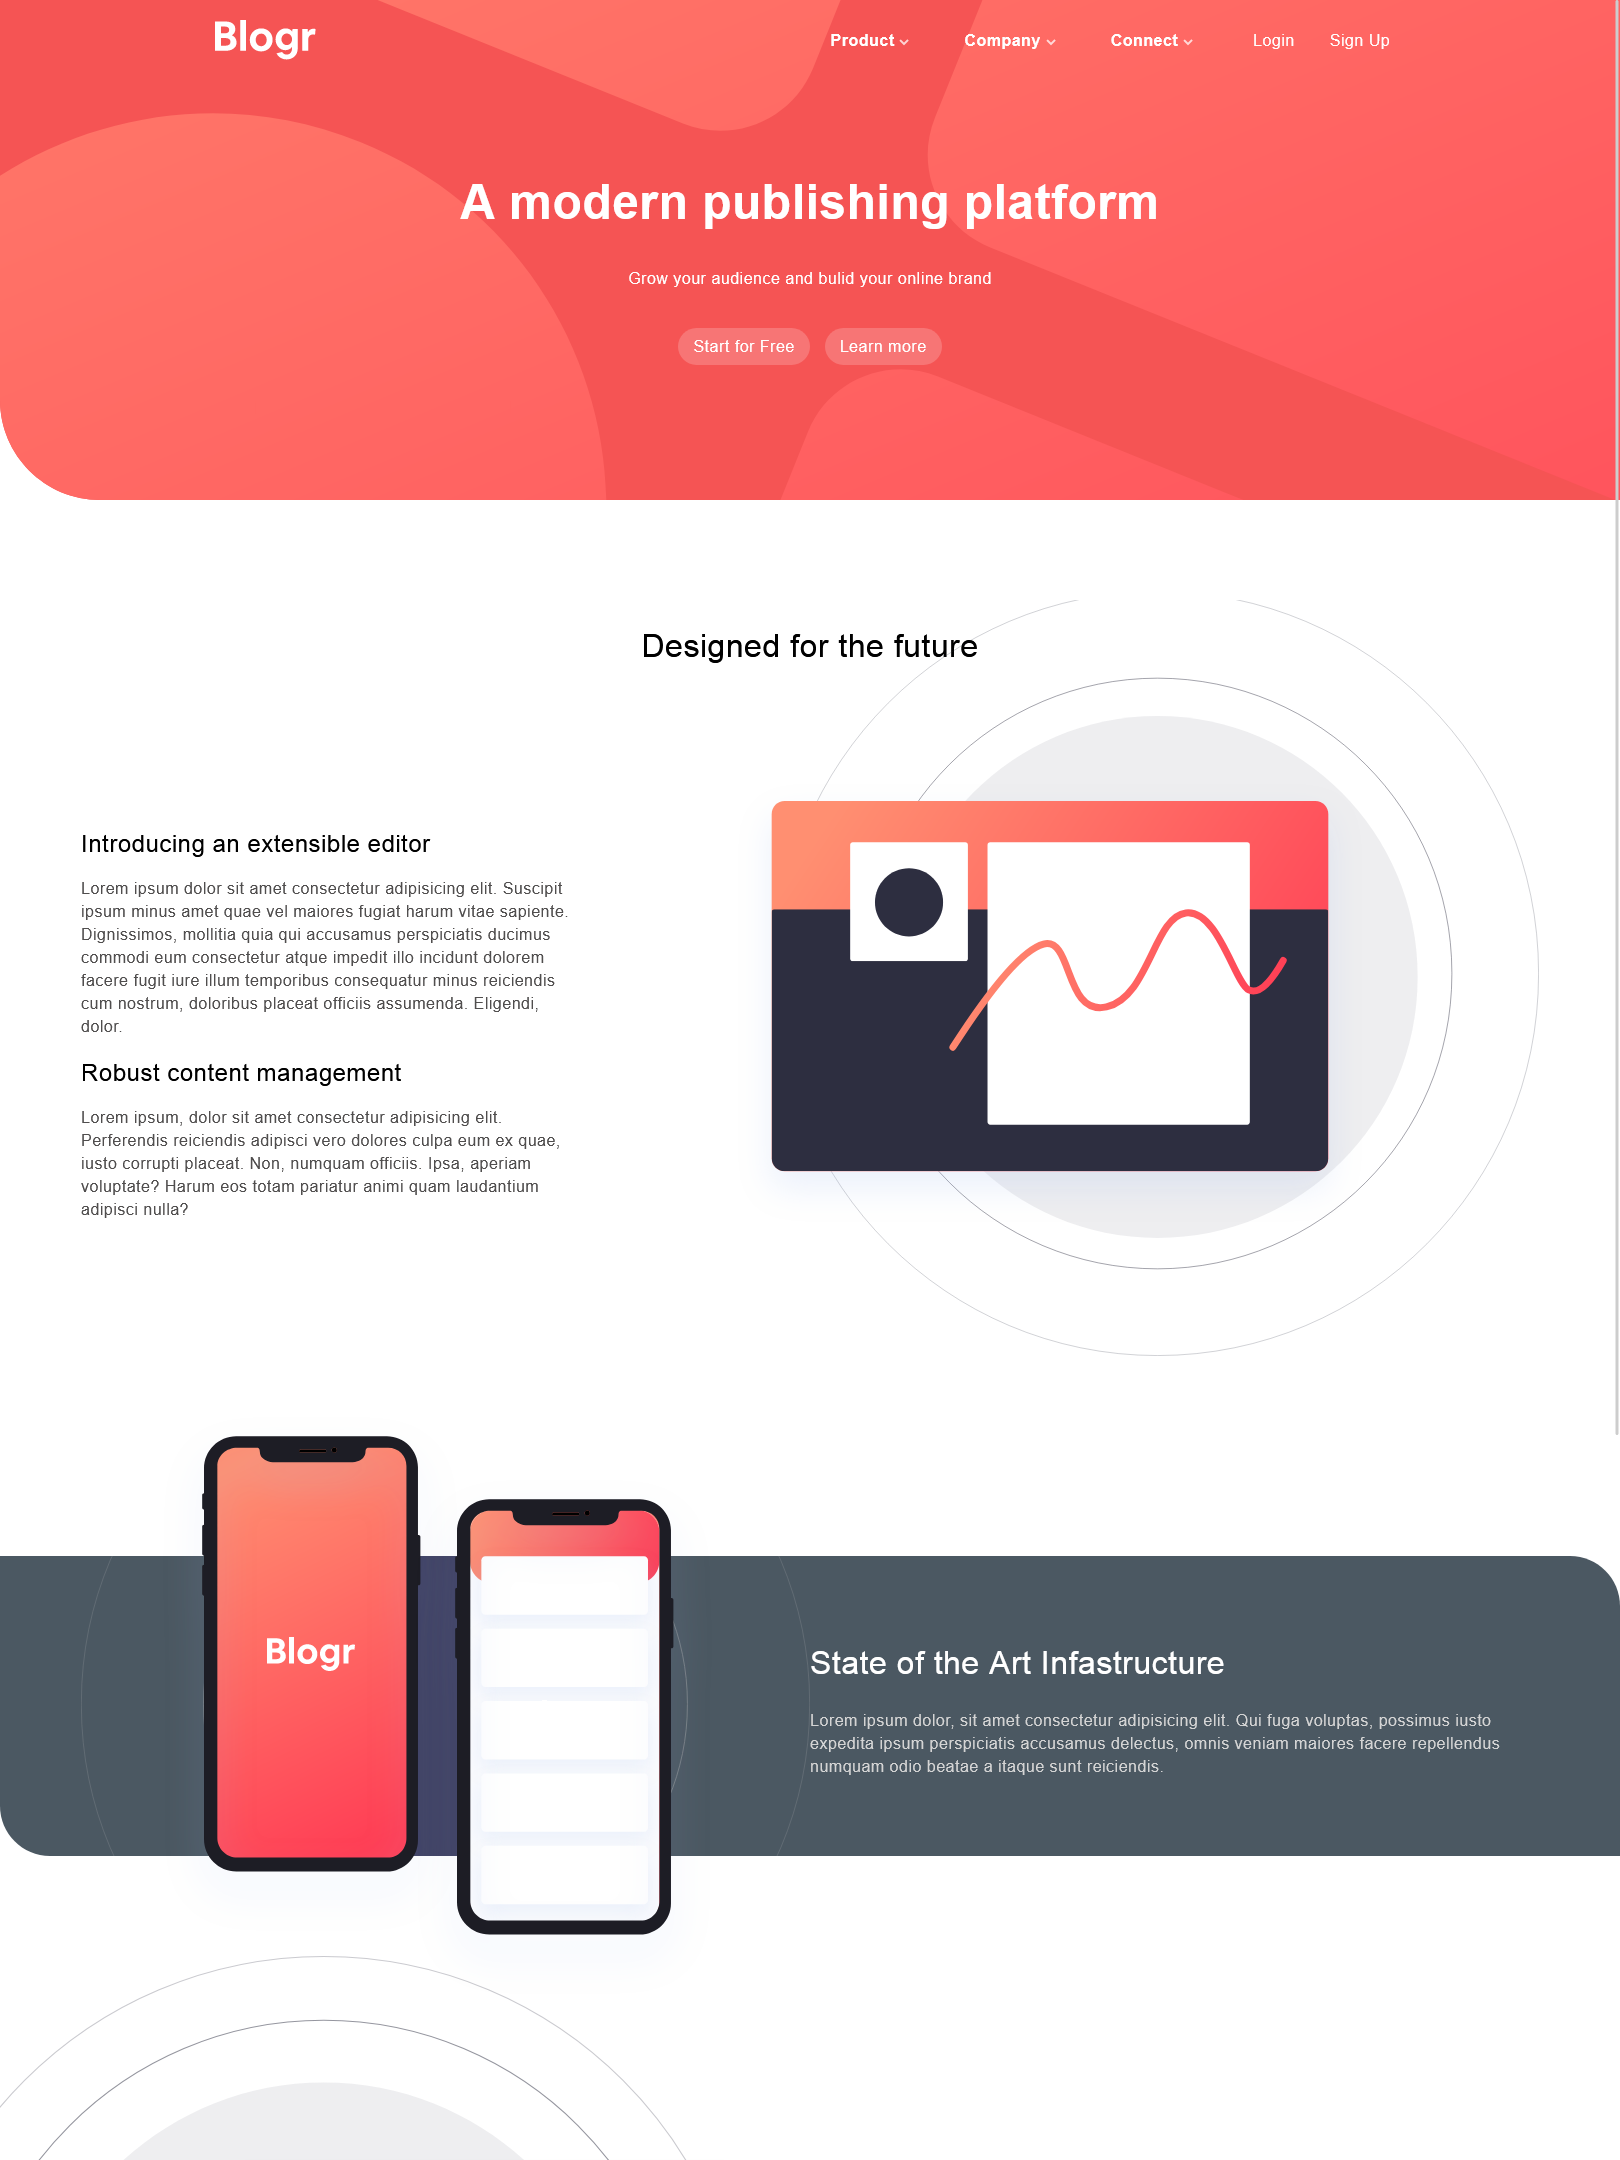 Blogr
Product Company Connect Login Sign Up
A modern publishing platform
Grow your audience and bulid your online brand
Start for Free Learn more
Designed for the future
Introducing an extensible editor
Lorem ipsum dolor sit amet consectetur adipisicing elit. Suscipit
ipsum minus amet quae vel maiores fugiat harum vitae sapiente.
Dignissimos, mollitia quia qui accusamus perspiciatis ducimus
commodi eum consectetur atque impedit illo incidunt dolorem
facere fugit iure illum temporibus consequatur minus reiciendis
cum nostrum, doloribus placeat officiis assumenda. Eligendi,
dolor.
Robust content management
Lorem ipsum, dolor sit amet consectetur adipisicing elit.
Perferendis reiciendis adipisci vero dolores culpa eum ex quae,
iusto corrupti placeat. Non, numquam officiis. Ipsa, aperiam
voluptate? Harum eos totam pariatur animi quam laudantium
adipisci nulla?
Blogr
State of the Art Infastructure
Lorem ipsum dolor, sit amet consectetur adipisicing elit. Qui fuga voluptas, possimus iusto
expedita ipsum perspiciatis accusamus delectus, omnis veniam maiores facere repellendus
numquam odio beatae a itaque sunt reiciendis.